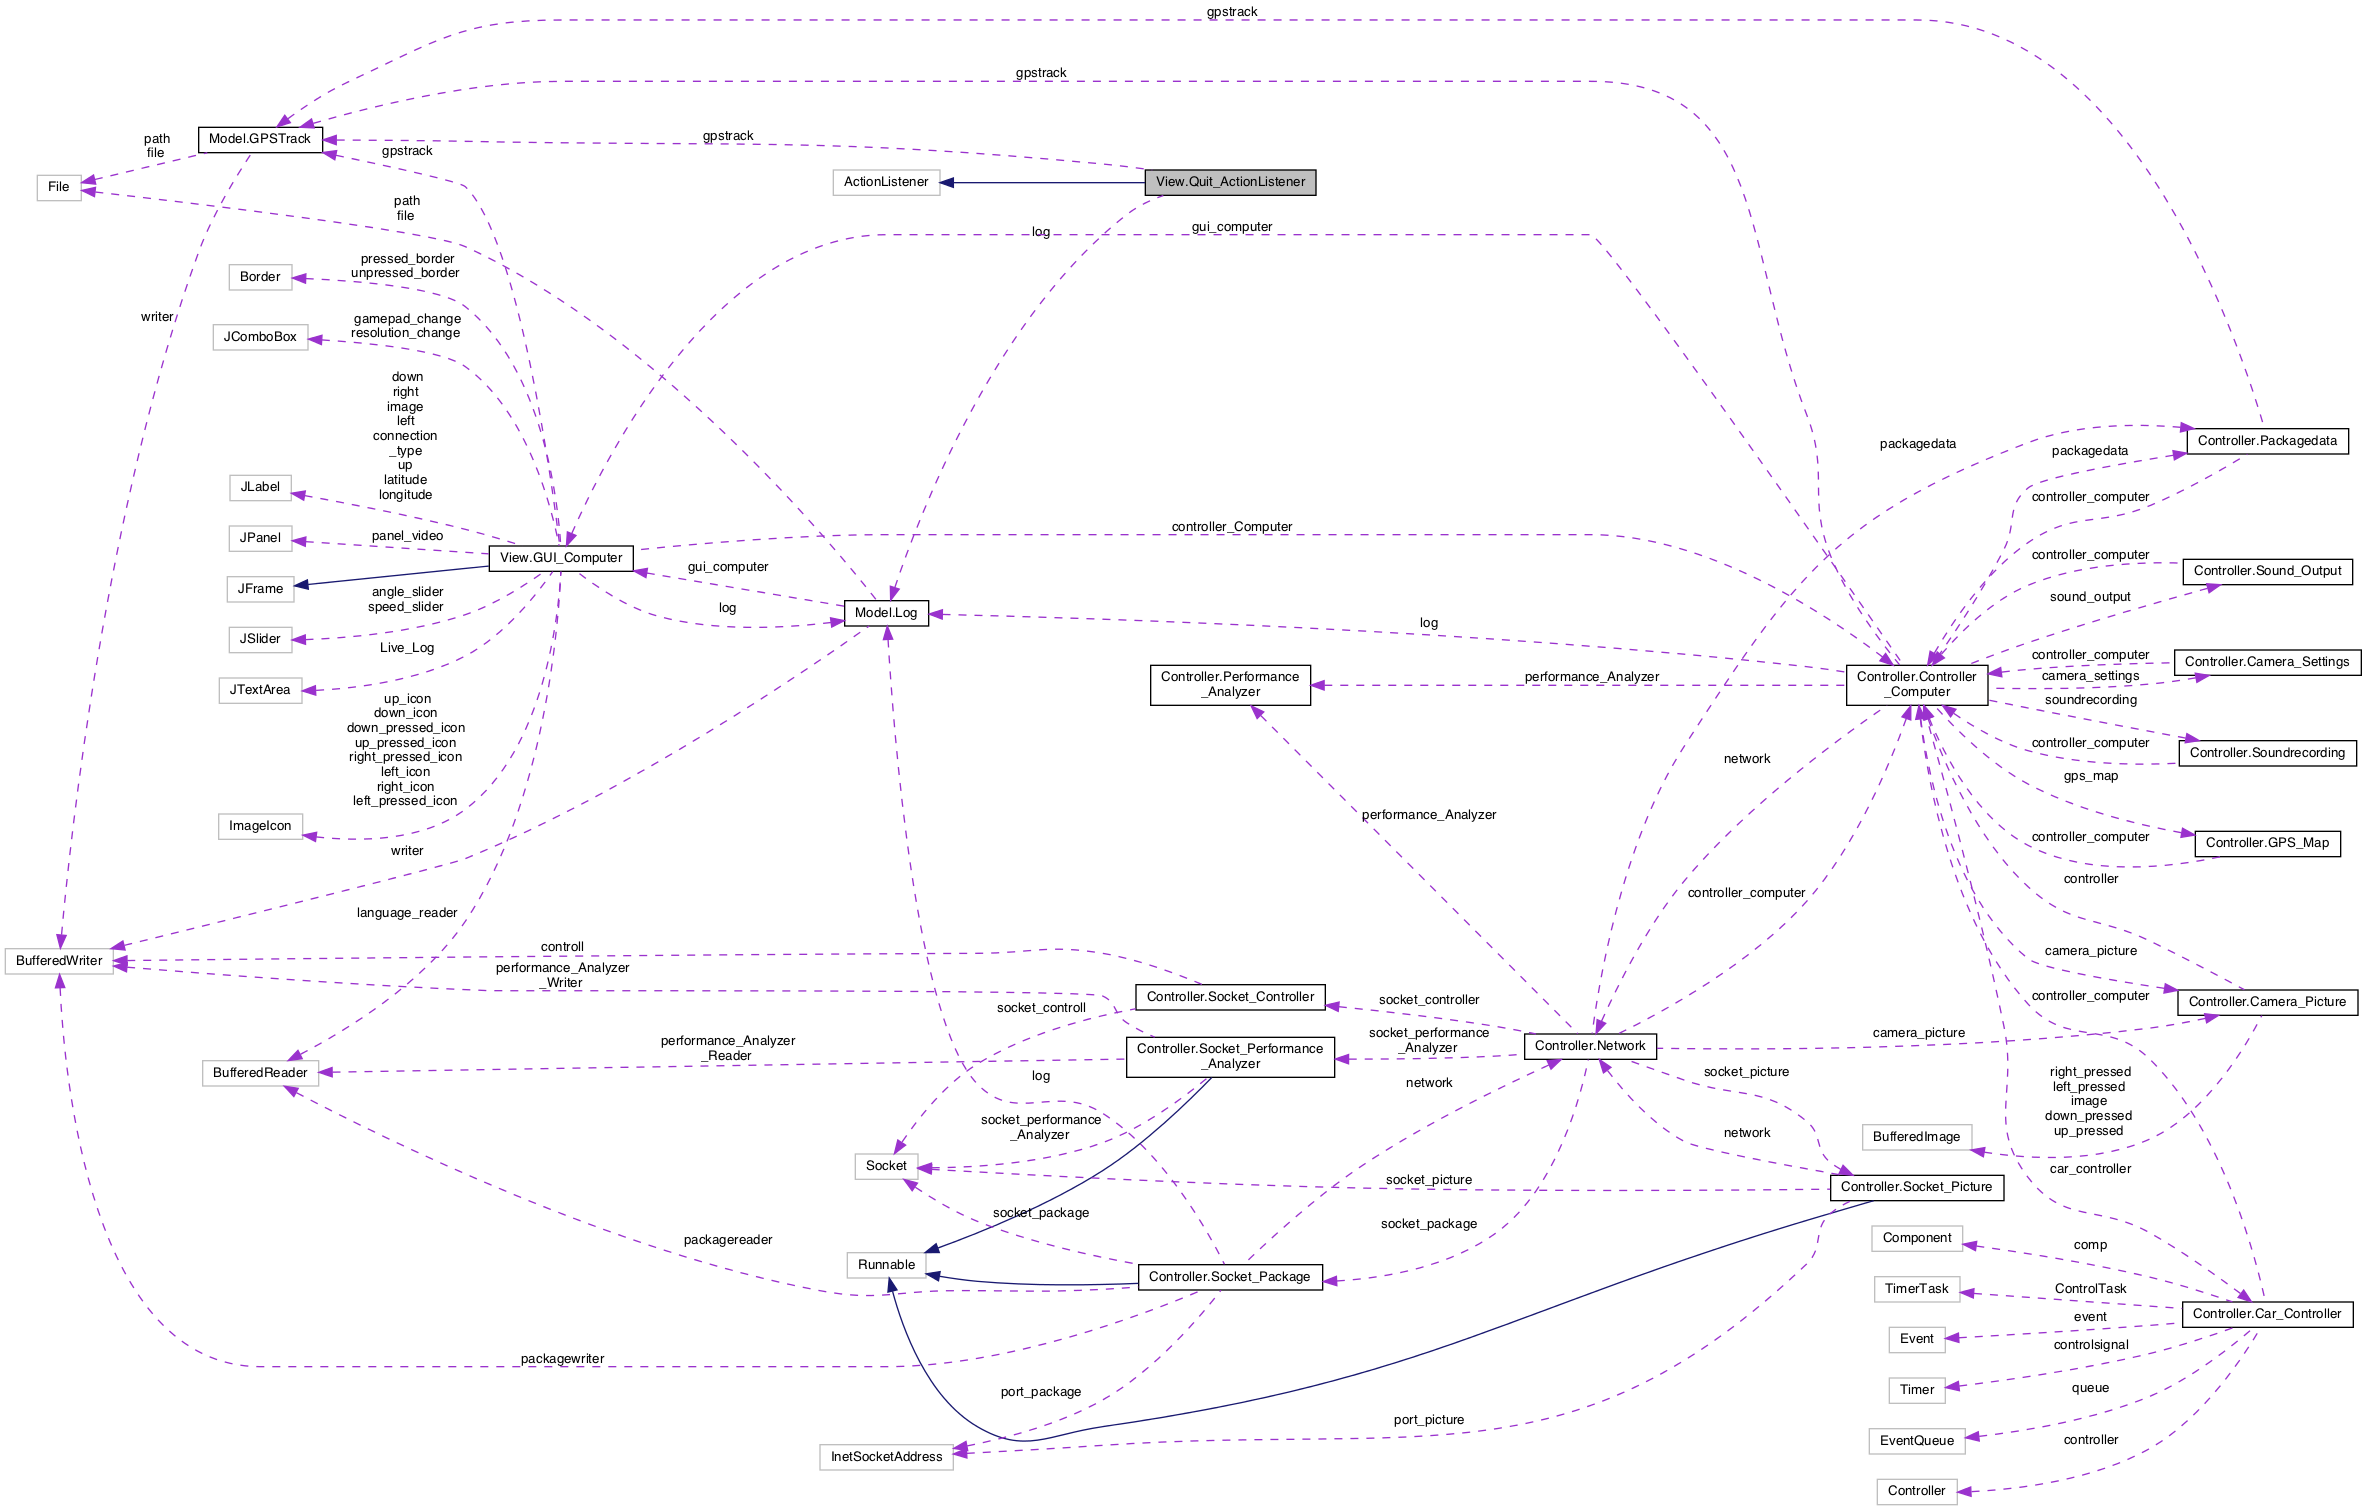 gpstrack
gpstrack
gpstrack
Model.GPSTrack
path
file
gpstrack
File
ActionListener
View.Quit_ActionListener
path
file
log
gui_computer
pressed_border
unpressed_border
Border
writer
gamepad_change
resolution_change
JComboBox
down
right
image
left
connection
_type
up
latitude
longitude
JLabel
packagedata
Controller.Packagedata
packagedata
controller_computer
JPanel
panel_video
View.GUI_Computer
controller_Computer
gui_computer
controller_computer
Controller.Sound_Output
JFrame
angle_slider
speed_slider
log
Model.Log
log
sound_output
JSlider
Live_Log
JTextArea
Controller.Performance
_Analyzer
performance_Analyzer
Controller.Controller
_Computer
controller_computer
Controller.Camera_Settings
camera_settings
soundrecording
up_icon
down_icon
down_pressed_icon
up_pressed_icon
right_pressed_icon
left_icon
right_icon
left_pressed_icon
ImageIcon
network
controller_computer
Controller.Soundrecording
gps_map
performance_Analyzer
controller_computer
Controller.GPS_Map
writer
controller
controller_computer
language_reader
BufferedWriter
controll
performance_Analyzer
_Writer
camera_picture
controller_computer
Controller.Camera_Picture
Controller.Socket_Controller
socket_controll
socket_controller
socket_performance
_Analyzer
Controller.Network
camera_picture
performance_Analyzer
_Reader
BufferedReader
Controller.Socket_Performance
_Analyzer
log
network
socket_picture
right_pressed
left_pressed
image
down_pressed
up_pressed
socket_performance
_Analyzer
network
BufferedImage
Socket
socket_picture
Controller.Socket_Picture
car_controller
socket_package
socket_package
packagereader
Runnable
Controller.Socket_Package
Component
comp
TimerTask
ControlTask
Controller.Car_Controller
Event
event
controlsignal
packagewriter
Timer
queue
port_package
port_picture
EventQueue
controller
InetSocketAddress
Controller